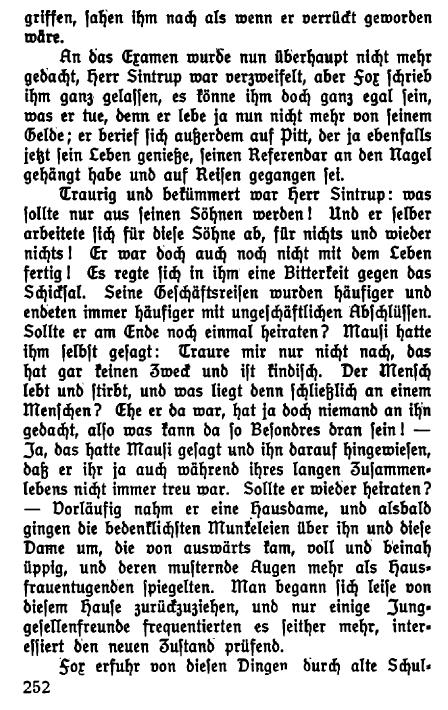 griffen, sahen ihm nach als wenn er verrückt geworden
wäre.
An das Examen wurde nun überhaupt nicht mehr
gedacht, Herr Sintrup war verzweifelt, aber Fox schrieb
ihm ganz gelassen, es könne ihm doch ganz egal sein,
was er tue, denn er lebe ja nun nicht mehr von seinem
Gelde; er berief sich außerdem auf Pitt, der ja ebenfalls
jetzt sein Leben genieße, seinen Referendar an den Nagel
gehängt habe und auf Reisen gegangen sei.
Traurig und bekümmert war Herr Sintrup: was
sollte nur aus seinen Söhnen werden! Und er selber
arbeitete sich für diese Söhne ab, für nichts und wieder
nichts! Er war doch auch noch nicht mit dem Leben
fertig! Es regte sich in ihm eine Bitterkeit gegen das
Schicksal. Seine Geschäftsreisen wurden häufiger und
endeten immer häufiger mit ungeschäftlichen Abschlüssen.
Sollte er am Ende noch einmal heiraten? Mausi hatte
ihm selbst gesagt: Traure mir nur nicht nach, das
hat gar keinen Zweck und ist kindisch. Der Mensch
lebt und stirbt, und was liegt denn schließlich an einem
Menschen? Ehe er da war, hat ja doch niemand an ihn
gedacht, also was kann da so Besondres dran sein! —
Ja, das hatte Mausi gesagt und ihn darauf hingewiesen,
daß er ihr ja auch während ihres langen Zusammen-
lebens nicht immer treu war. Sollte er wieder heiraten?
— Vorläufig nahm er eine Hausdame, und alsbald
gingen die bedenklichsten Munkeleien über ihn und diese
Dame um, die von auswärts kam, voll und beinah
üppig, und deren musternde Augen mehr als Haus-
frauentugenden spiegelten. Man begann sich leise von
diesem Hause zurückzuziehen, und nur einige Jung-
gesellenfreunde frequentierten es seither mehr, inter-
essiert den neuen Zustand prüfend.
Fox erfuhr von diesen Dingen durch alte Schul-
252